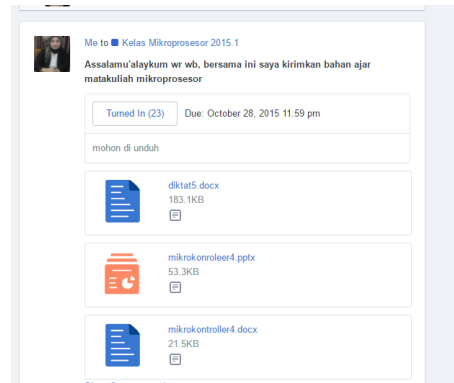 Me to Kelas Mikroprosesor 2015.1
Assalamu'alaykum wr wb, bersama ini saya kirimkan bahan ajar
matakuliah mikroprosesor
Turned In (23) Due: October 28, 2015 11:59 pm
mohon di unduh
diktat5.docx
183.1KB
mikrokonroleer4.pptx
53.3KB
mikrokontroller4.docx
21.5KB